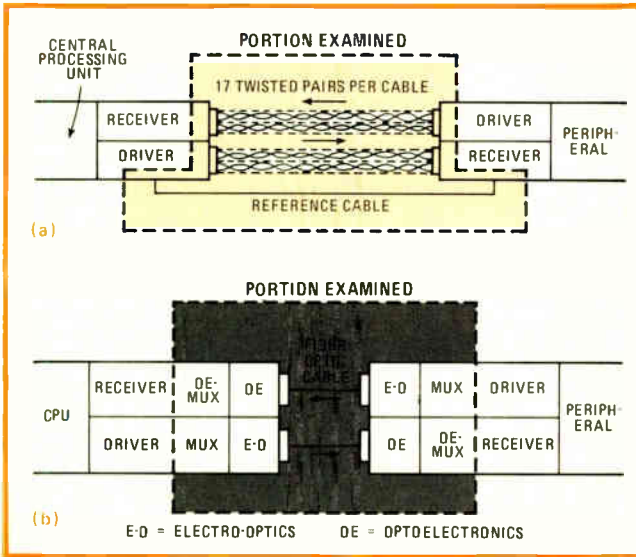 PORTION EXAMINED
CENTRAL
PROCESSING
UNIT
17 TWISTED PAIRS PER CABLE
RECEIVER
DRIVER
DRIVER
RECEIVER
PERIPH-
ERAL
REFERENCE CABLE
(a)
PORTION EXAMINED
FIBER-
OPTIC
CABLE
CPU
RECEIVER
DE-
MUX
OE
E-O
MUX
DRIVER
DRIVER
MUX
E-O
OE
DE-
MUX
RECEIVER
PERIPH-
ERAL
(b)
E-O = ELECTRO-OPTICS
OE = OPTOELECTRONICS